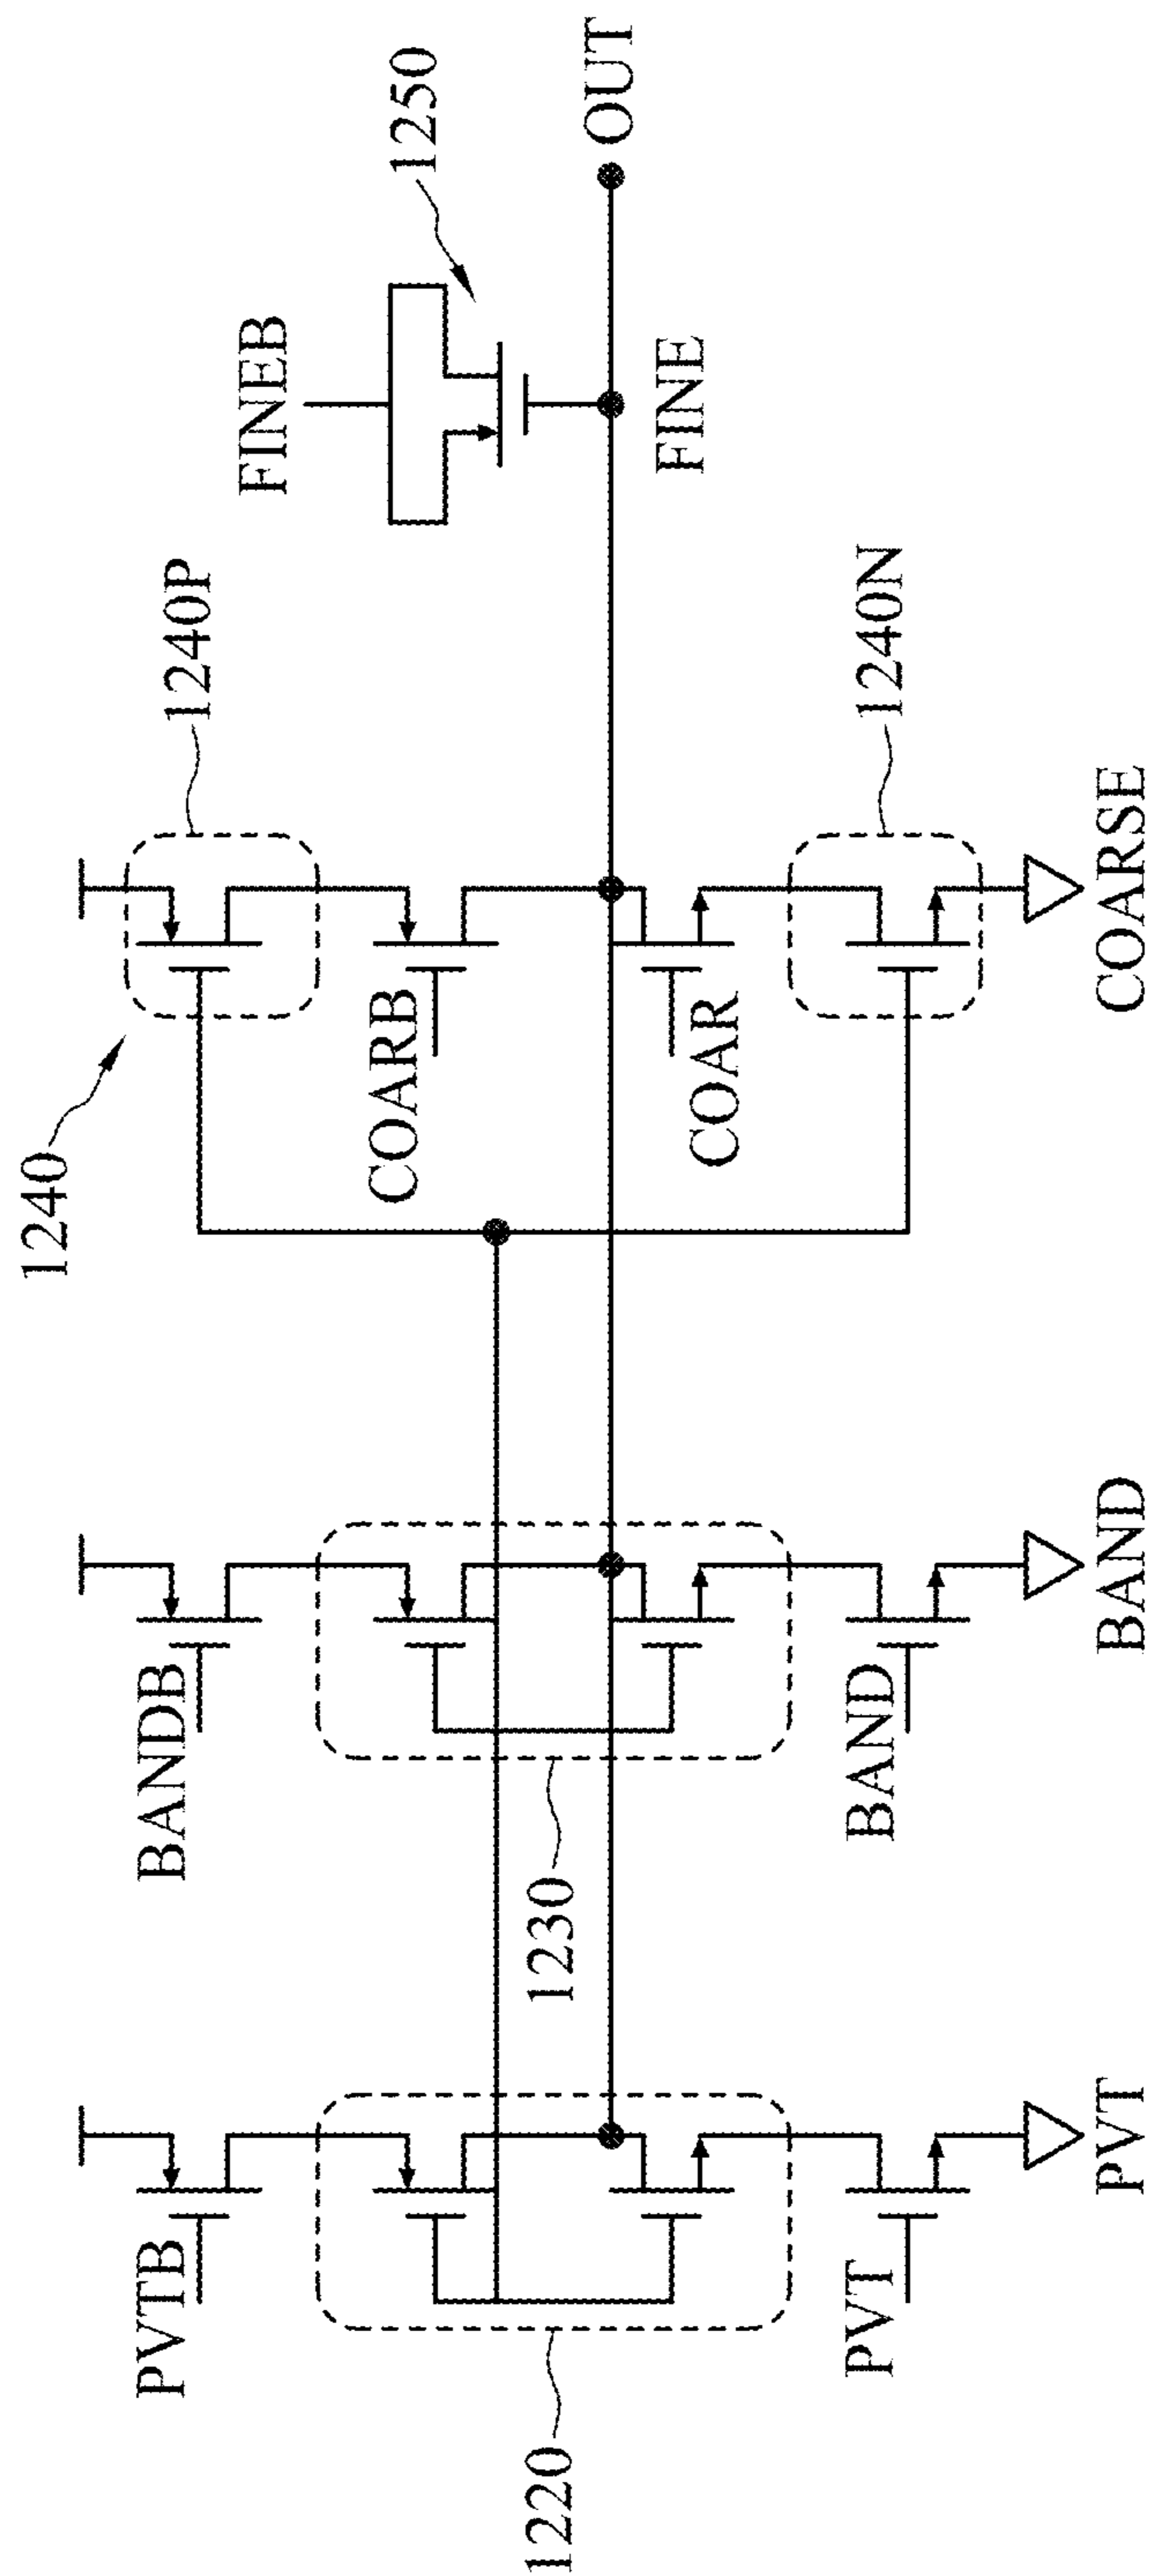 1220
PVTB
PVT
PVT
1230
BANDB
BAND
BAND
1240
1240P
COARB
COAR
1240N
COARSE
FINEB
1250
FINE
OUT